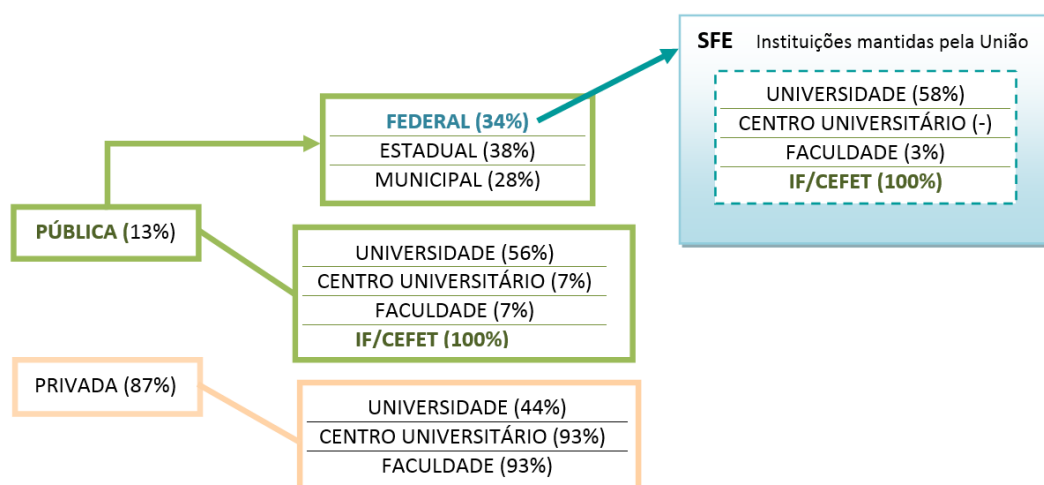 SFE Instituições mantidas pela União
UNIVERSIDADE (58%)
CENTRO UNIVERSITÁRIO (-)
FACULDADE (3%)
IF/CEFET (100%)
FEDERAL (34%)
ESTADUAL (38%)
MUNICIPAL (28%)
PÚBLICA (13%)
UNIVERSIDADE (56%)
CENTRO UNIVERSITÁRIO (7%)
FACULDADE (7%)
IF/CEFET (100%)
PRIVADA (87%)
UNIVERSIDADE (44%)
CENTRO UNIVERSITÁRIO (93%)
FACULDADE (93%)